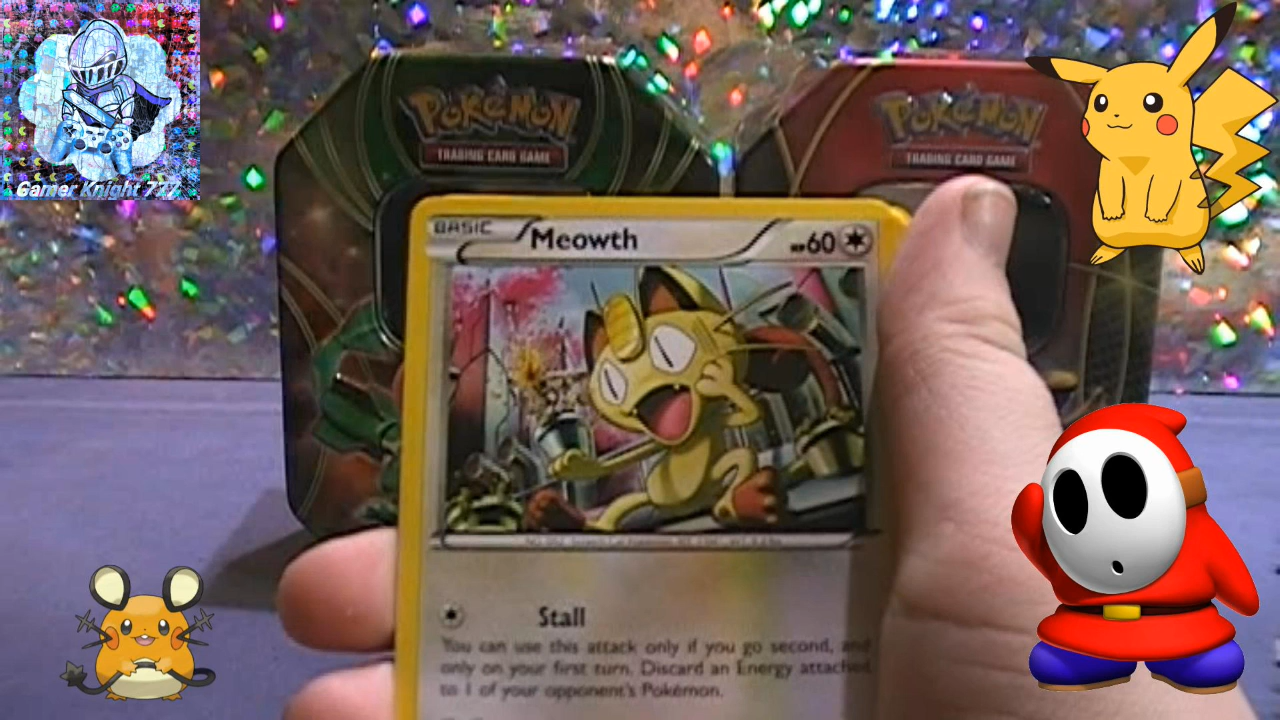 Gamer Knight 777
POKÉMON
TRADING CARD GAME
POKÉMON
TRADING CARD GAME
BASIC
Meowth
HP60
Stall
You can use this attack only if you go second, and
only on your first turn. Discard an Energy attached
to 1 of your opponent's Pokémon.